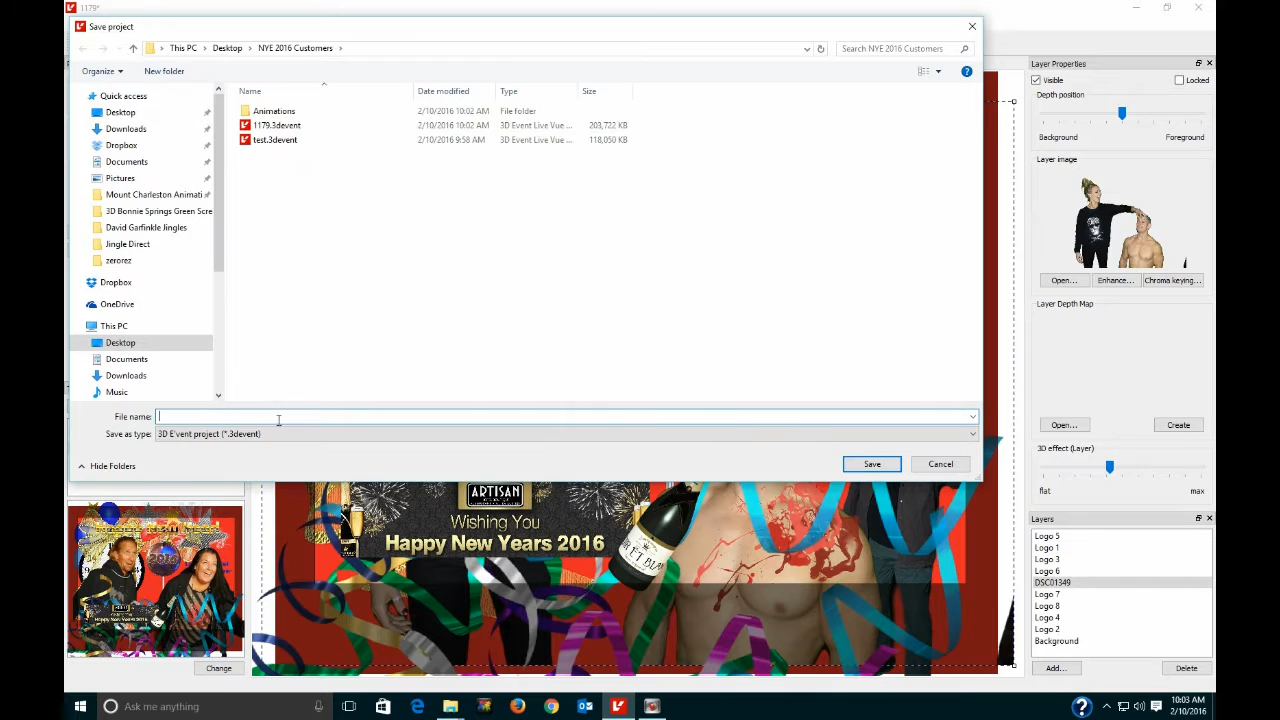 1179*
Save project
This PC > Desktop > NYE 2016 Customers >
Search NYE 2016 Customers
Organize
New folder
Quick access
Desktop
Downloads
Dropbox
Documents
Pictures
Mount Charleston Animati
3D Bonnie Springs Green Scre
David Garfinkle Jingles
Jingle Direct
zerorez
Dropbox
OneDrive
This PC
Desktop
Documents
Downloads
Music
Name Date modified Type Size
Animations 2/10/2016 10:02 AM File folder
1179.3devent 2/10/2016 10:02 AM 3D Event Live Vue ... 203,722 KB
test.3devent 2/10/2016 9:58 AM 3D Event Live Vue ... 118,050 KB
File name:
Save as type: 3D E'vent project (*.3devent)
Hide Folders
Save
Cancel
Layer Properties
Visible
Locked
Depth position
Background
Foreground
Layer image
Open...
Enhance...
Chroma keying...
Layer Depth Map
Open...
Create
3D effect (Layer)
flat
max
Layers
Logo 5
Logo 1
Logo 3
Logo 6
DSC01349
Logo 7
Logo 8
Logo 4
Logo 2
Background
Add...
Delete
ARTISAN
Wishing You
Happy New Years 2016
Change
Ask me anything
10:03 AM
2/10/2016